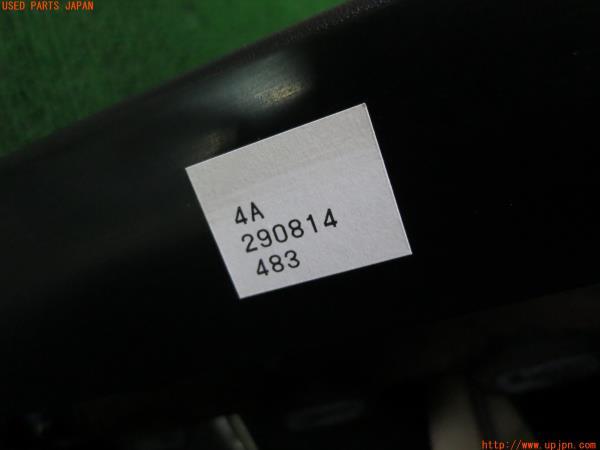 USED PARTS JAPAN
4A
290814
483
http://www.upjpn.com/